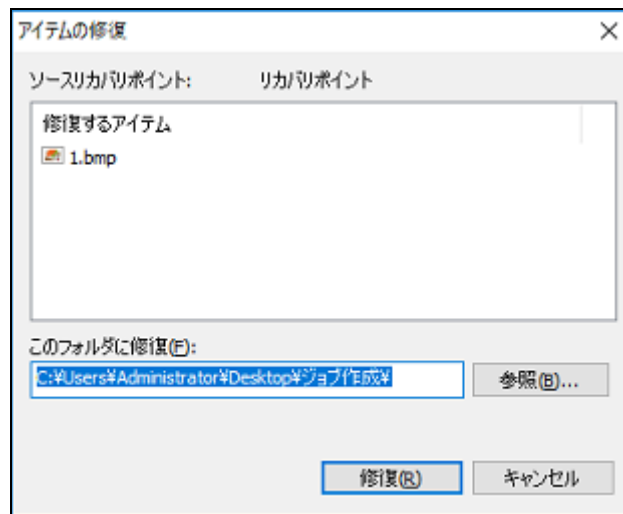 アイテムの修復
ソースリカバリポイント: リカバリポイント
修復するアイテム
1.bmp
このフォルダに修復(F):
C:¥Users¥Administrator¥Desktop¥ジョブ作成¥
参照(B)...
修復(R)
キャンセル